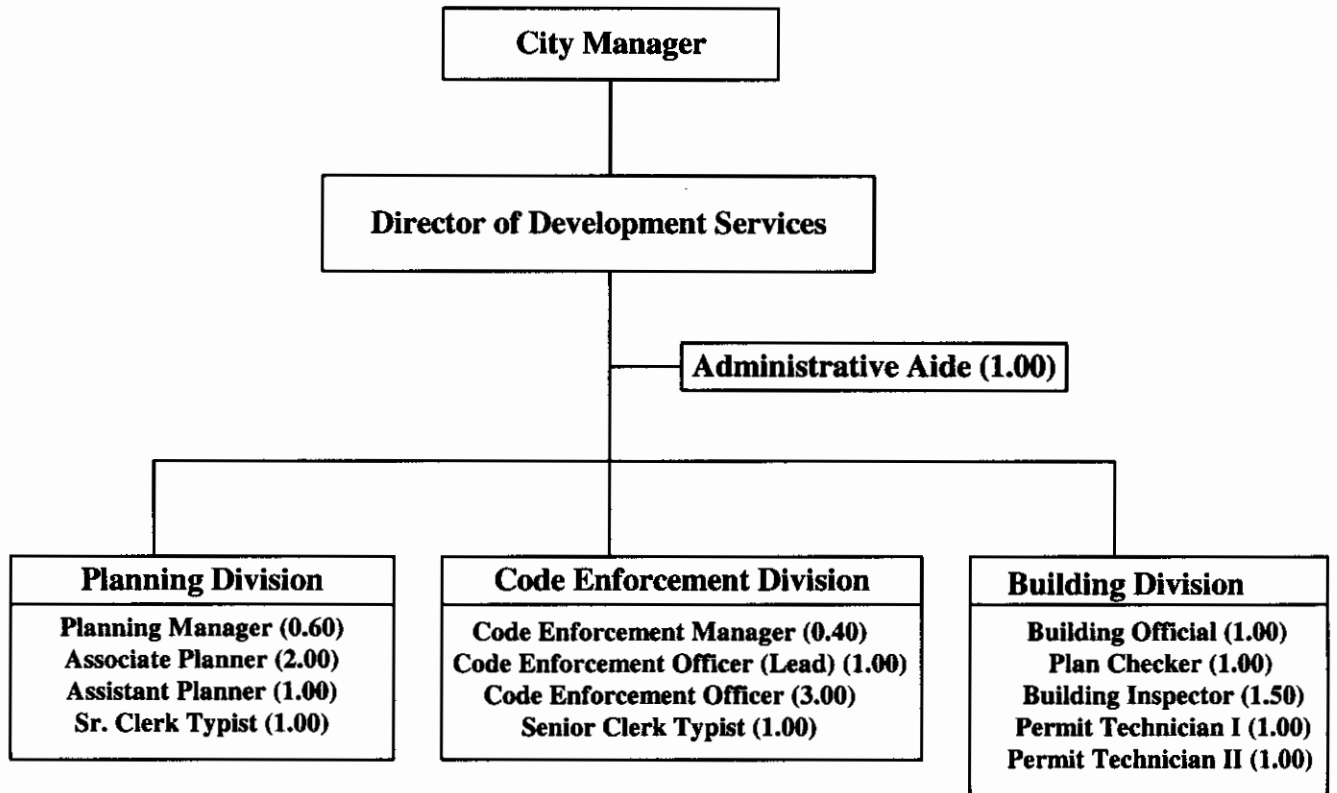 City Manager
Director of Development Services
Administrative Aide (1.00)
Planning Division
Planning Manager (0.60)
Associate Planner (2.00)
Assistant Planner (1.00)
Sr. Clerk Typist (1.00)
Code Enforcement Division
Code Enforcement Manager (0.40)
Code Enforcement Officer (Lead) (1.00)
Code Enforcement Officer (3.00)
Senior Clerk Typist (1.00)
Building Division
Building Official (1.00)
Plan Checker (1.00)
Building Inspector (1.50)
Permit Technician I (1.00)
Permit Technician II (1.00)